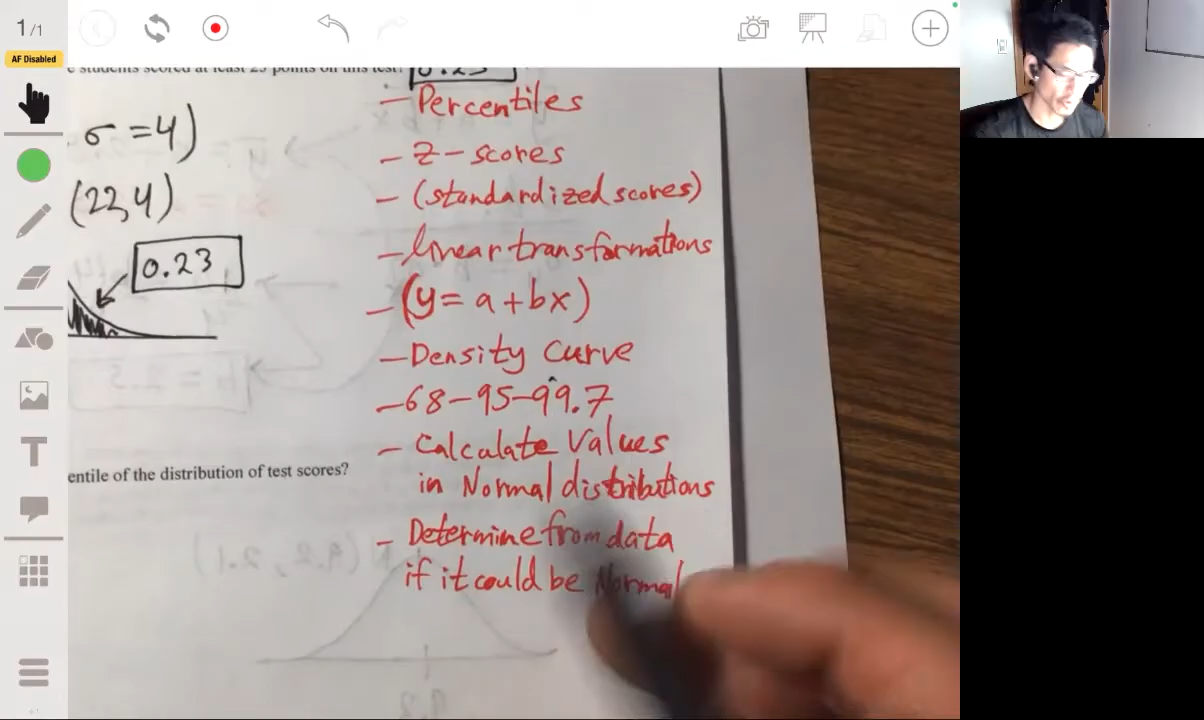 1/1
AF Disabled
e students scored at least 25 points on this test? 0.23
- Percentiles
σ = 4)
- Z-scores
(22,4)
- (standardized scores)
- linear transformations
0.23
- (y = a + bx)
- Density Curve
- 68-95-99.7
- Calculate Values
in Normal distributions
entile of the distribution of test scores?
- Determine from data
if it could be Normal
T